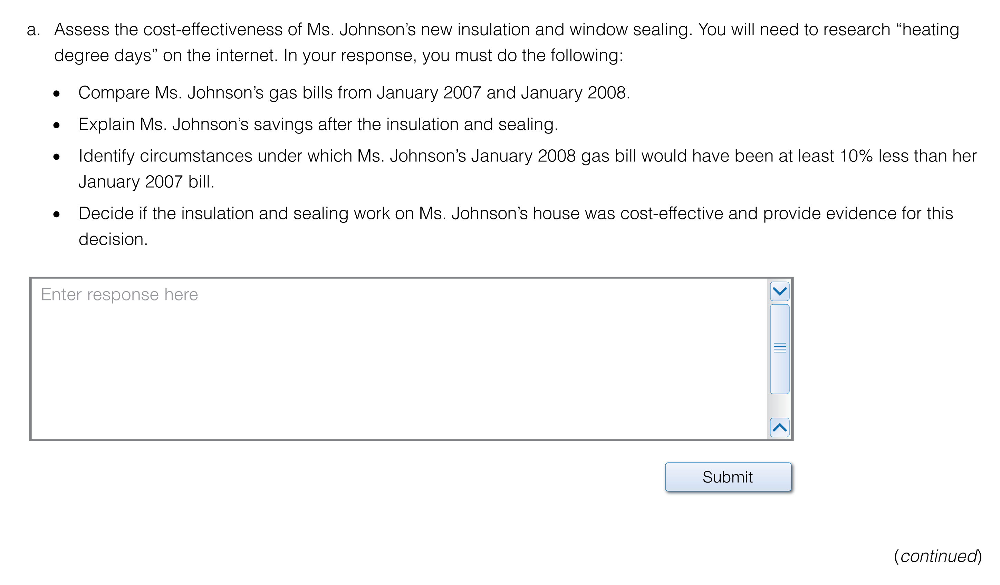 a. Assess the cost-effectiveness of Ms. Johnson’s new insulation and window sealing. You will need to research “heating
degree days” on the internet. In your response, you must do the following:
• Compare Ms. Johnson’s gas bills from January 2007 and January 2008.
• Explain Ms. Johnson’s savings after the insulation and sealing.
• Identify circumstances under which Ms. Johnson’s January 2008 gas bill would have been at least 10% less than her
January 2007 bill.
• Decide if the insulation and sealing work on Ms. Johnson’s house was cost-effective and provide evidence for this
decision.
Enter response here
Submit
(continued)